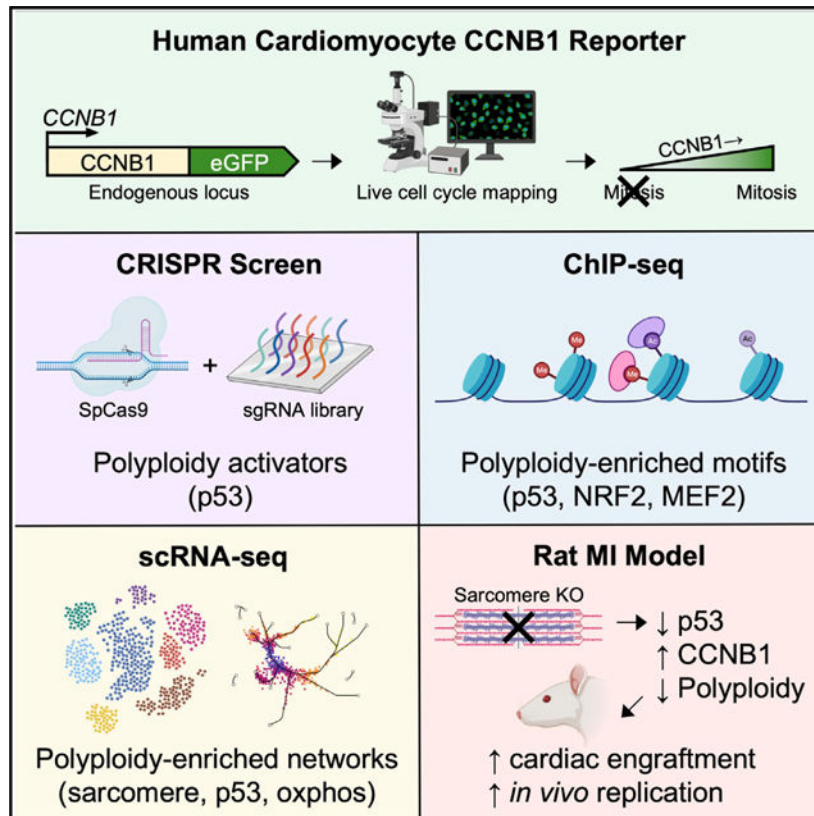 Human Cardiomyocyte CCNB1 Reporter
CCNB1
CCNB1 eGFP
Endogenous locus
Live cell cycle mapping
CCNB1→
Mitosis
Mitosis
CRISPR Screen
SpCas9
+
sgRNA library
Polyploidy activators
(p53)
ChIP-seq
Me
Me
Ac
Me
Ac
Polyploidy-enriched motifs
(p53, NRF2, MEF2)
scRNA-seq
Polyploidy-enriched networks
(sarcomere, p53, oxphos)
Rat MI Model
Sarcomere KO
↓ p53
↑ CCNB1
↓ Polyploidy
↑ cardiac engraftment
↑ in vivo replication